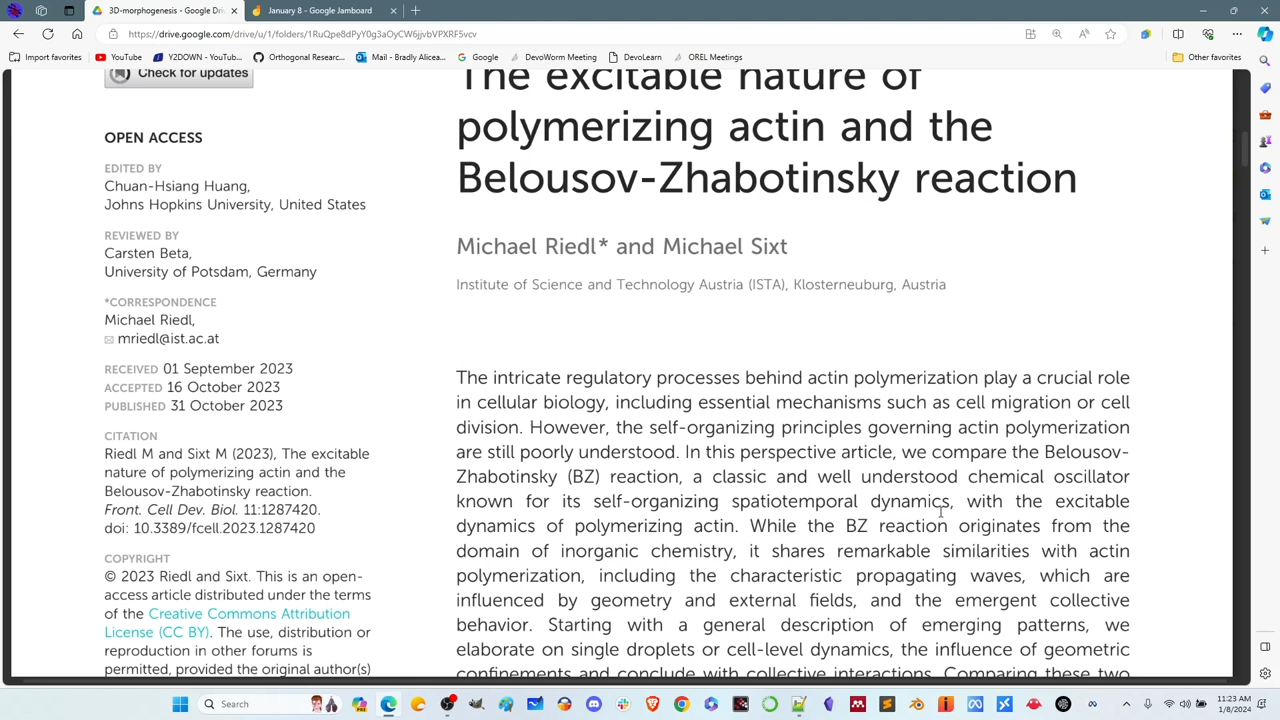 3D-morphogenesis - Google Driv
January 8 - Google Jamboard
https://drive.google.com/drive/u/1/folders/1RuQpe8dPyY0g3aOyCW6jjvbVPXRF5vcv
Import favorites
YouTube
Y2DOWN - YouTub...
Orthogonal Researc...
Mail - Bradly Alicea...
Google
DevoWorm Meeting
DevoLearn
OREL Meetings
Other favorites
Check for updates
OPEN ACCESS
EDITED BY
Chuan-Hsiang Huang,
Johns Hopkins University, United States
REVIEWED BY
Carsten Beta,
University of Potsdam, Germany
*CORRESPONDENCE
Michael Riedl,
mriedl@ist.ac.at
RECEIVED 01 September 2023
ACCEPTED 16 October 2023
PUBLISHED 31 October 2023
CITATION
Riedl M and Sixt M (2023), The excitable
nature of polymerizing actin and the
Belousov-Zhabotinsky reaction.
Front. Cell Dev. Biol. 11:1287420.
doi: 10.3389/fcell.2023.1287420
COPYRIGHT
© 2023 Riedl and Sixt. This is an open-
access article distributed under the terms
of the Creative Commons Attribution
License (CC BY). The use, distribution or
reproduction in other forums is
permitted, provided the original author(s)
The excitable nature of
polymerizing actin and the
Belousov-Zhabotinsky reaction
Michael Riedl* and Michael Sixt
Institute of Science and Technology Austria (ISTA), Klosterneuburg, Austria
The intricate regulatory processes behind actin polymerization play a crucial role
in cellular biology, including essential mechanisms such as cell migration or cell
division. However, the self-organizing principles governing actin polymerization
are still poorly understood. In this perspective article, we compare the Belousov-
Zhabotinsky (BZ) reaction, a classic and well understood chemical oscillator
known for its self-organizing spatiotemporal dynamics, with the excitable
dynamics of polymerizing actin. While the BZ reaction originates from the
domain of inorganic chemistry, it shares remarkable similarities with actin
polymerization, including the characteristic propagating waves, which are
influenced by geometry and external fields, and the emergent collective
behavior. Starting with a general description of emerging patterns, we
elaborate on single droplets or cell-level dynamics, the influence of geometric
confinements and conclude with collective interactions. Comparing these two
Search
11:23 AM
1/8/2024